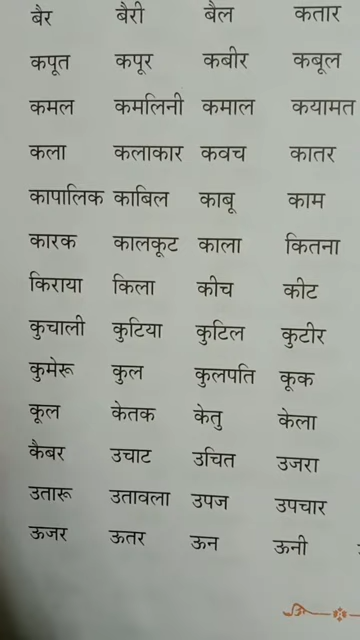 बैर बैरी बैल कतार
कपूत कपूर कबीर कबूल
कमल कमलिनी कमाल कयामत
कला कलाकार कवच कातर
कापालिक काबिल काबू काम
कारक कालकूट काला कितना
किराया किला कीच कीट
कुचाली कुटिया कुटिल कुटीर
कुमेरू कुल कुलपति कूक
कूल केतक केतु केला
कैबर उचाट उचित उजरा
उतारू उतावला उपज उपचार
ऊजर ऊतर ऊन ऊनी